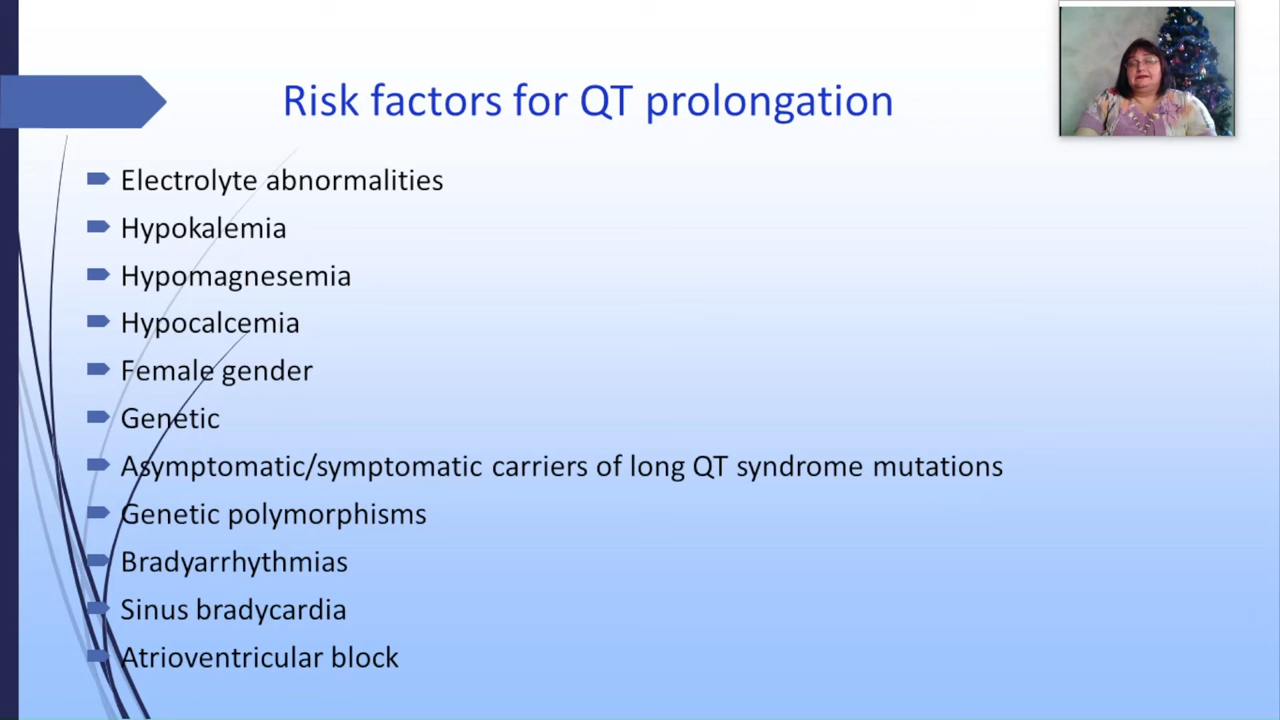 Risk factors for QT prolongation
Electrolyte abnormalities
Hypokalemia
Hypomagnesemia
Hypocalcemia
Female gender
Genetic
Asymptomatic/symptomatic carriers of long QT syndrome mutations
Genetic polymorphisms
Bradyarrhythmias
Sinus bradycardia
Atrioventricular block